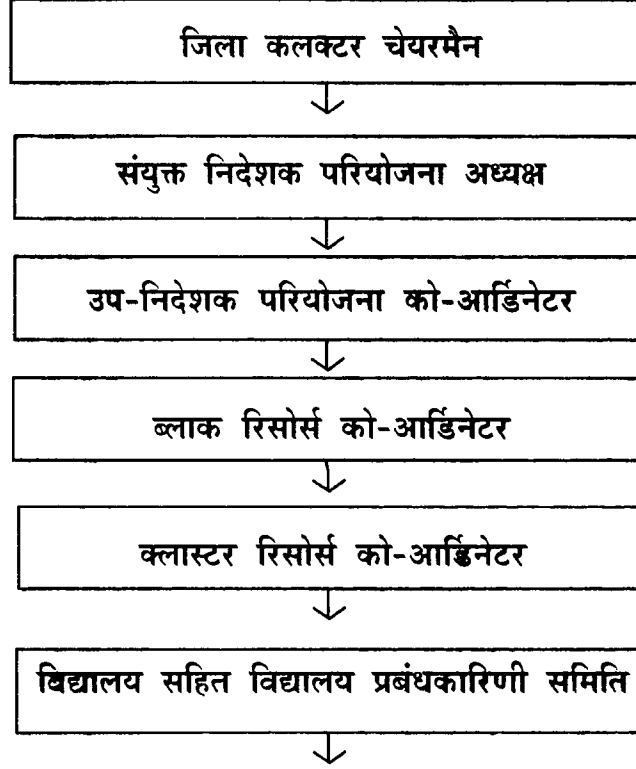 जिला कलक्टर चेयरमैन
संयुक्त निदेशक परियोजना अध्यक्ष
उप-निदेशक परियोजना को-आर्डिनेटर
ब्लाक रिसोर्स को-आर्डिनेटर
क्लास्टर रिसोर्स को-आर्डिनेटर
विद्यालय सहित विद्यालय प्रबंधकारिणी समिति